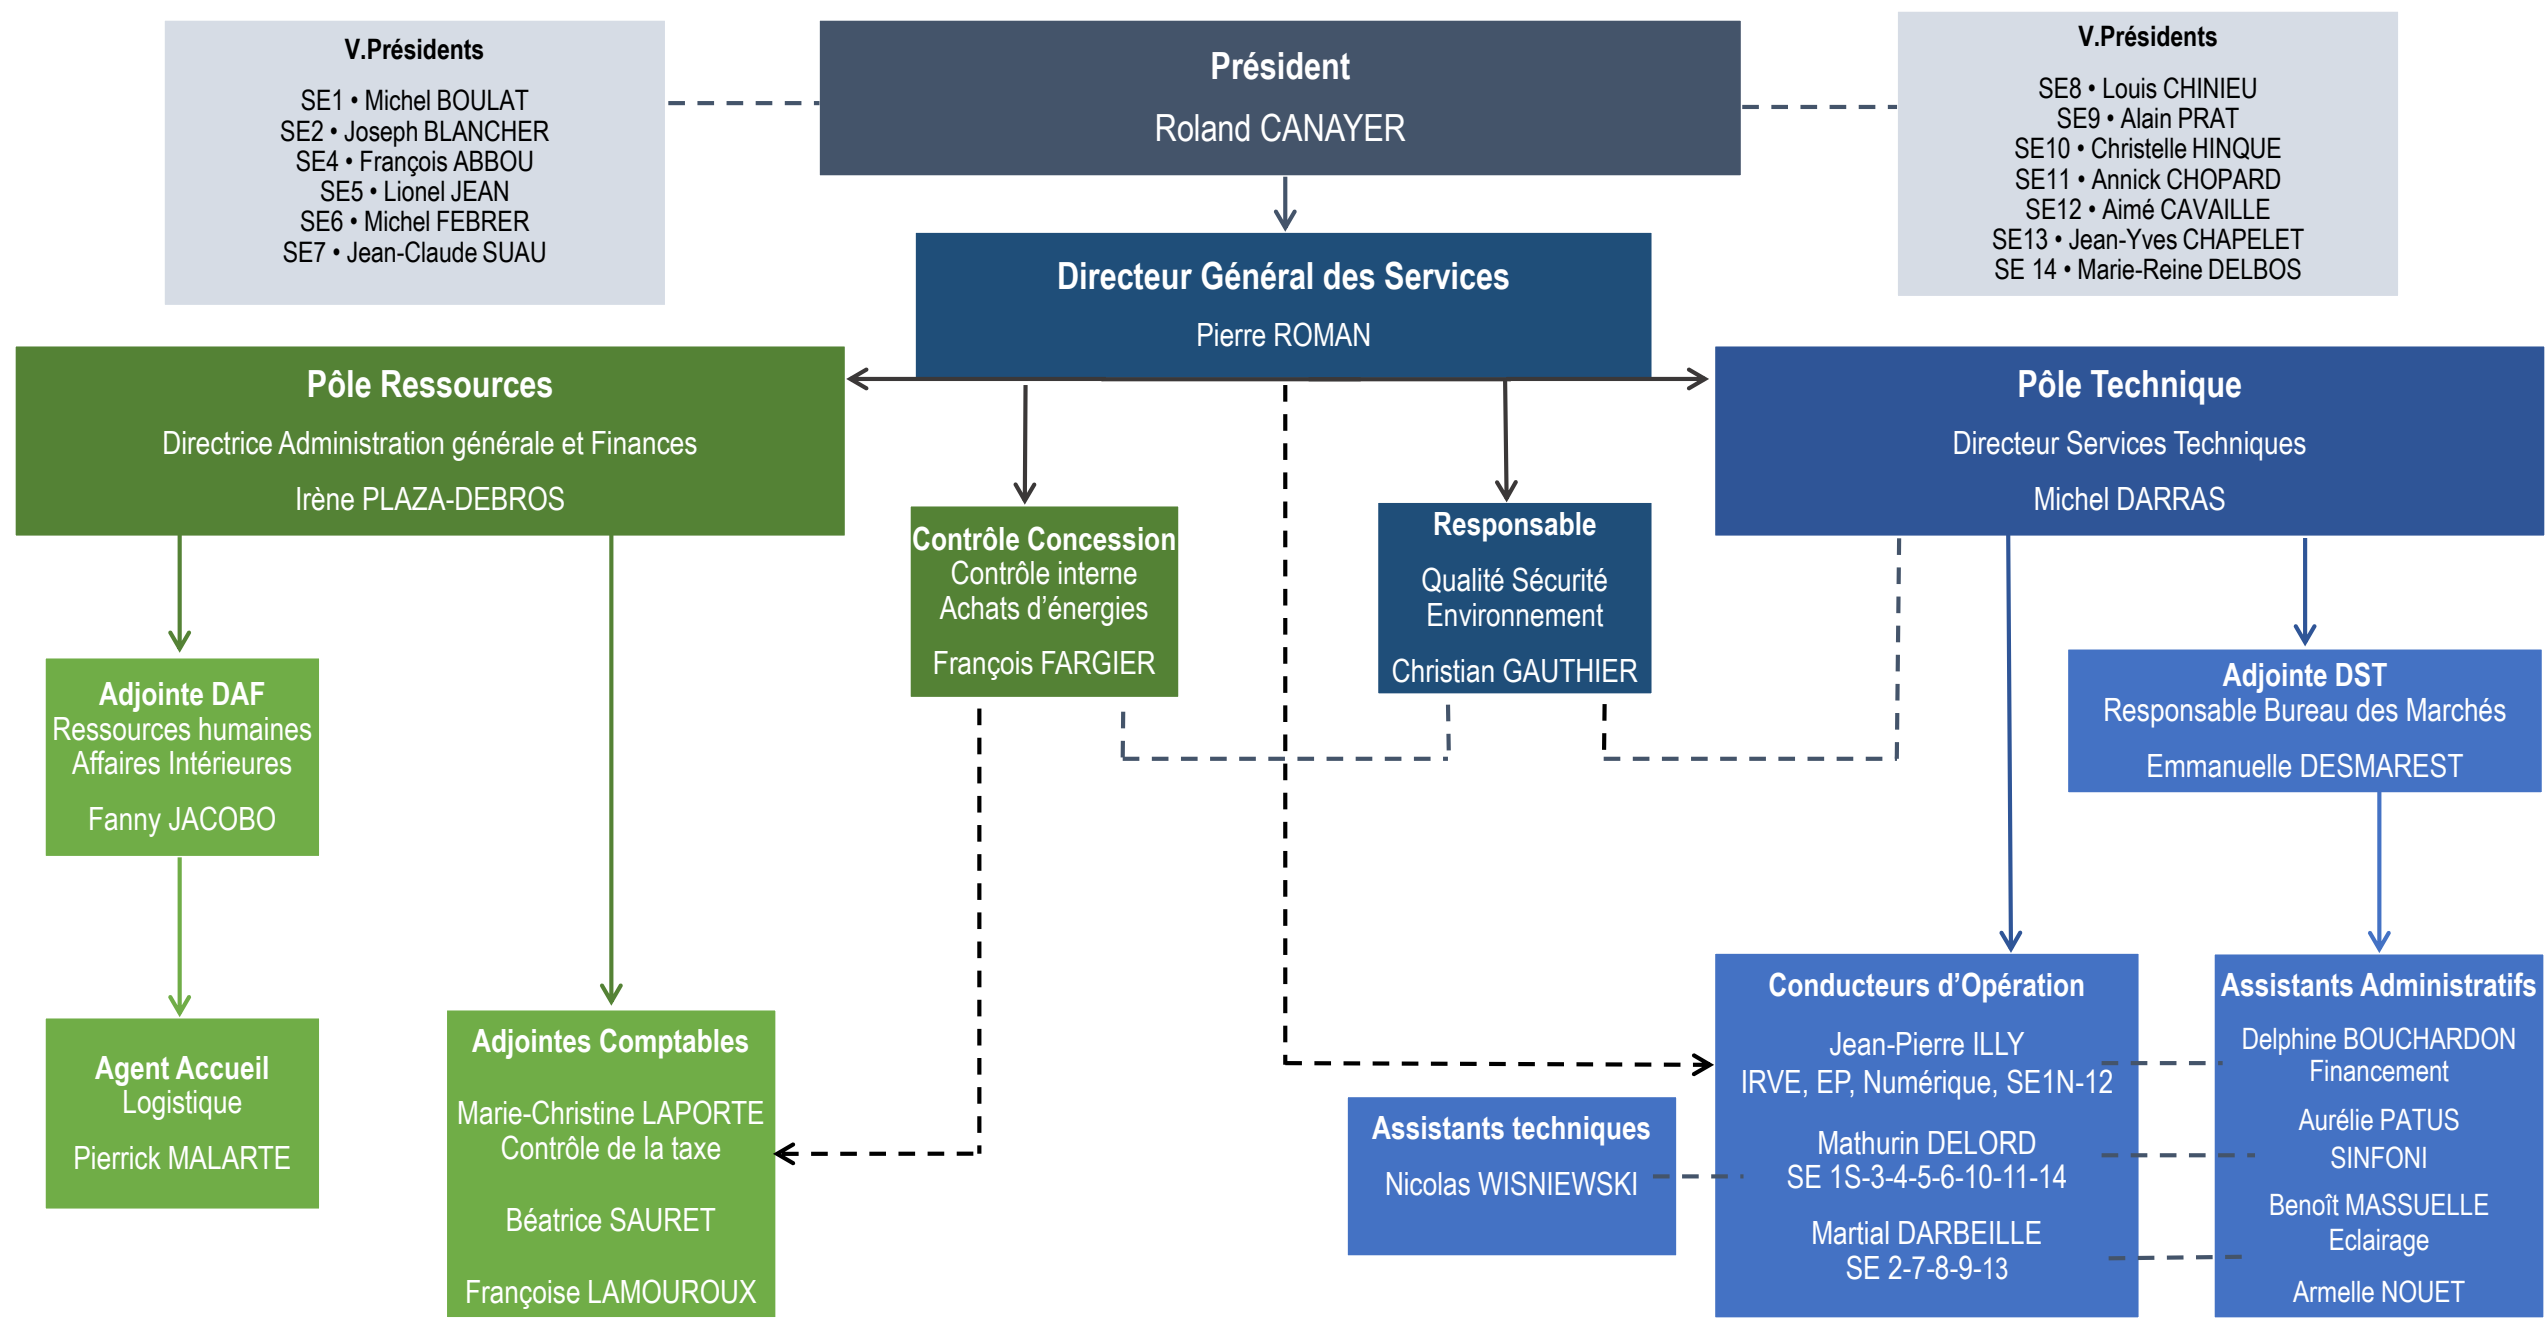 V.Présidents
SE1 • Michel BOULAT
SE2 • Joseph BLANCHER
SE4 • François ABBOU
SE5 • Lionel JEAN
SE6 • Michel FEBRER
SE7 • Jean-Claude SUAU
Président
Roland CANAYER
V.Présidents
SE8 • Louis CHINIEU
SE9 • Alain PRAT
SE10 • Christelle HINQUE
SE11 • Annick CHOPARD
SE12 • Aimé CAVAILLE
SE13 • Jean-Yves CHAPELET
SE 14 • Marie-Reine DELBOS
Directeur Général des Services
Pierre ROMAN
Pôle Ressources
Directrice Administration générale et Finances
Irène PLAZA-DEBROS
Pôle Technique
Directeur Services Techniques
Michel DARRAS
Contrôle Concession
Contrôle interne
Achats d’énergies
François FARGIER
Responsable
Qualité Sécurité
Environnement
Christian GAUTHIER
Adjointe DAF
Ressources humaines
Affaires Intérieures
Fanny JACOBO
Adjointe DST
Responsable Bureau des Marchés
Emmanuelle DESMAREST
Agent Accueil
Logistique
Pierrick MALARTE
Adjointes Comptables
Marie-Christine LAPORTE
Contrôle de la taxe
Béatrice SAURET
Françoise LAMOUROUX
Assistants techniques
Nicolas WISNIEWSKI
Conducteurs d’Opération
Jean-Pierre ILLY
IRVE, EP, Numérique, SE1N-12
Mathurin DELORD
SE 1S-3-4-5-6-10-11-14
Martial DARBEILLE
SE 2-7-8-9-13
Assistants Administratifs
Delphine BOUCHARDON
Financement
Aurélie PATUS
SINFONI
Benoît MASSUELLE
Eclairage
Armelle NOUET